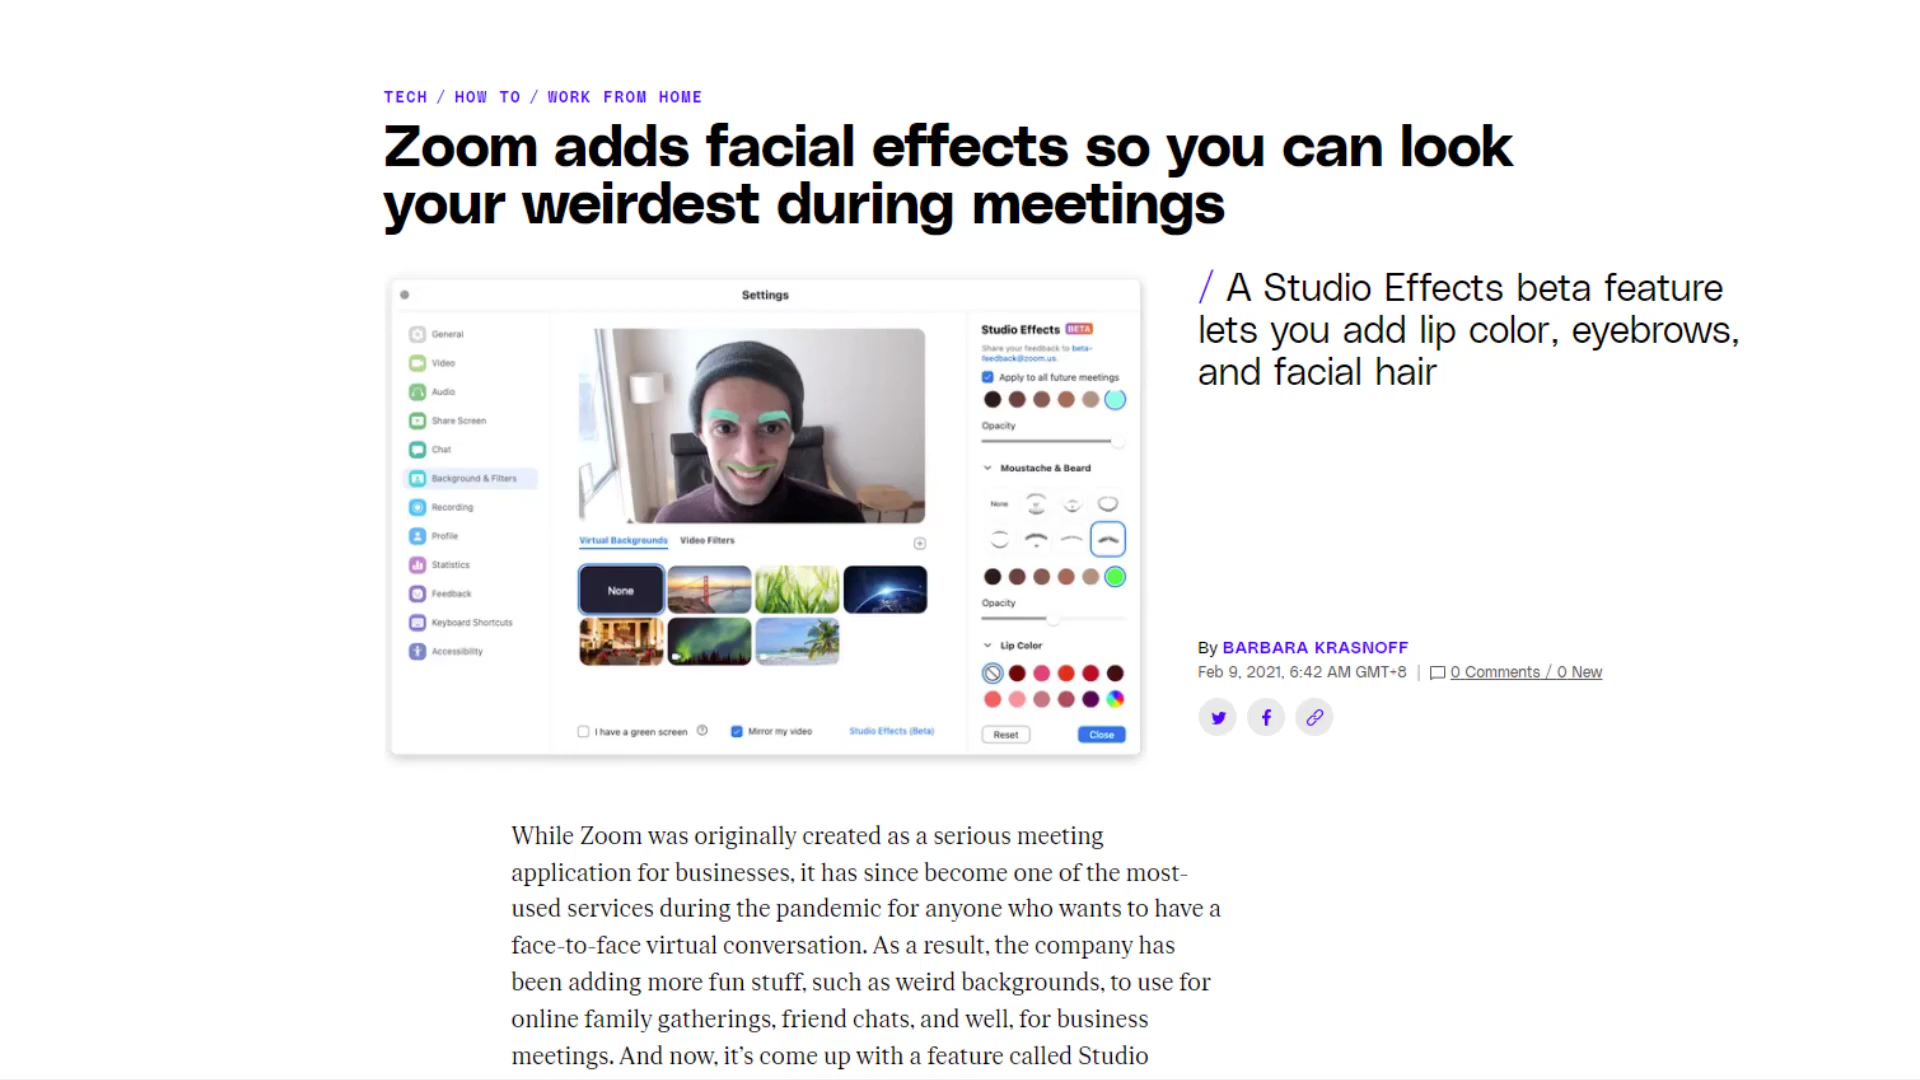 TECH / HOW TO / WORK FROM HOME
Zoom adds facial effects so you can look
your weirdest during meetings
Settings
General
Video
Audio
Share Screen
Chat
Background & Filters
Recording
Profile
Statistics
Feedback
Keyboard Shortcuts
Accessibility
Virtual Backgrounds
Video Filters
None
I have a green screen
Mirror my video
Studio Effects (Beta)
Studio Effects BETA
Share your feedback to beta-
feedback@zoom.us.
Apply to all future meetings
Opacity
Moustache & Beard
None
Opacity
Lip Color
Reset
Close
/ A Studio Effects beta feature
lets you add lip color, eyebrows,
and facial hair
By BARBARA KRASNOFF
Feb 9, 2021, 6:42 AM GMT+8 | 0 Comments / 0 New
While Zoom was originally created as a serious meeting
application for businesses, it has since become one of the most-
used services during the pandemic for anyone who wants to have a
face-to-face virtual conversation. As a result, the company has
been adding more fun stuff, such as weird backgrounds, to use for
online family gatherings, friend chats, and well, for business
meetings. And now, it’s come up with a feature called Studio